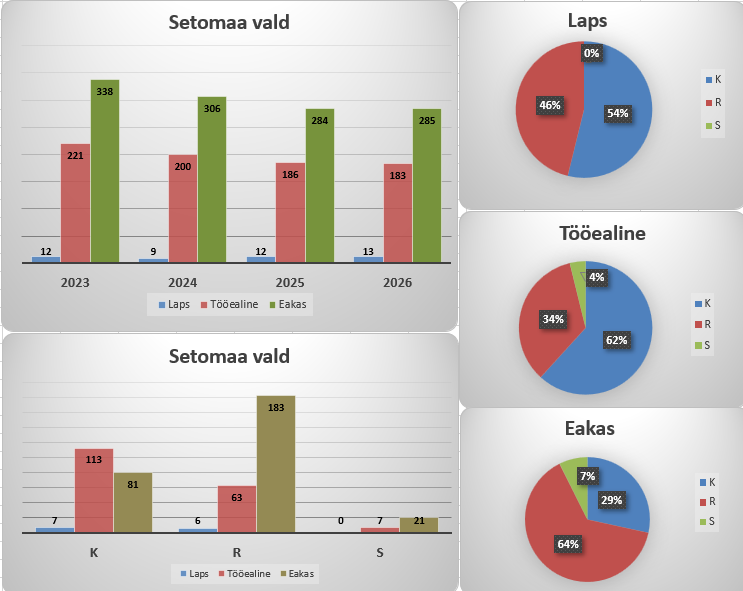 Setomaa vald
338
306
284
285
221
200
186
183
12
9
12
13
2023 2024 2025 2026
Laps Tööealine Eakas
Laps
0%
46%
54%
K
R
S
Tööealine
4%
34%
62%
K
R
S
Setomaa vald
183
113
81
63
7
6
0
7
21
K R S
Laps Tööealine Eakas
Eakas
7%
29%
64%
K
R
S